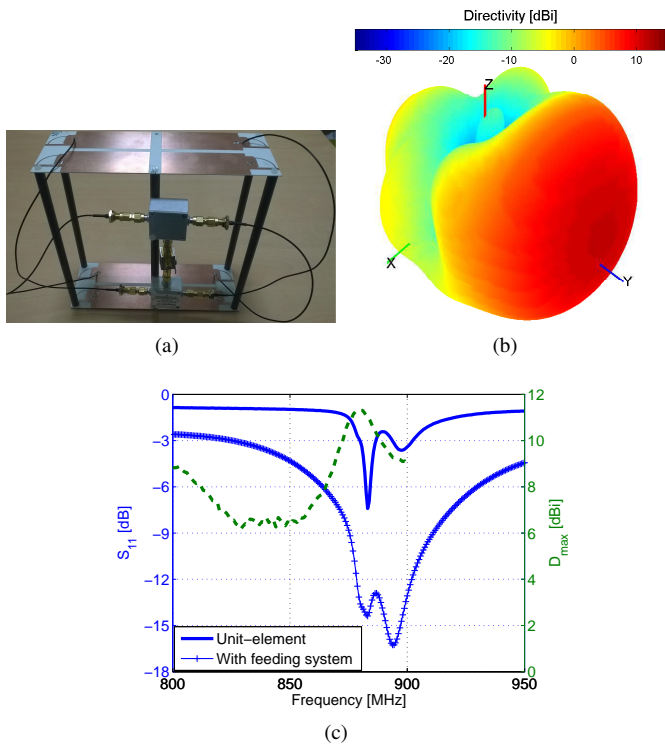 Directivity [dBi]
-30 -20 -10 0 10
Z
X
Y
(a) (b)
0 12
−3 10
−6 8
−9 6
−12 4
−15 2
−18 0
S11 [dB]
Dmax [dBi]
Unit−element
With feeding system
800 850 900 950
Frequency [MHz]
(c)